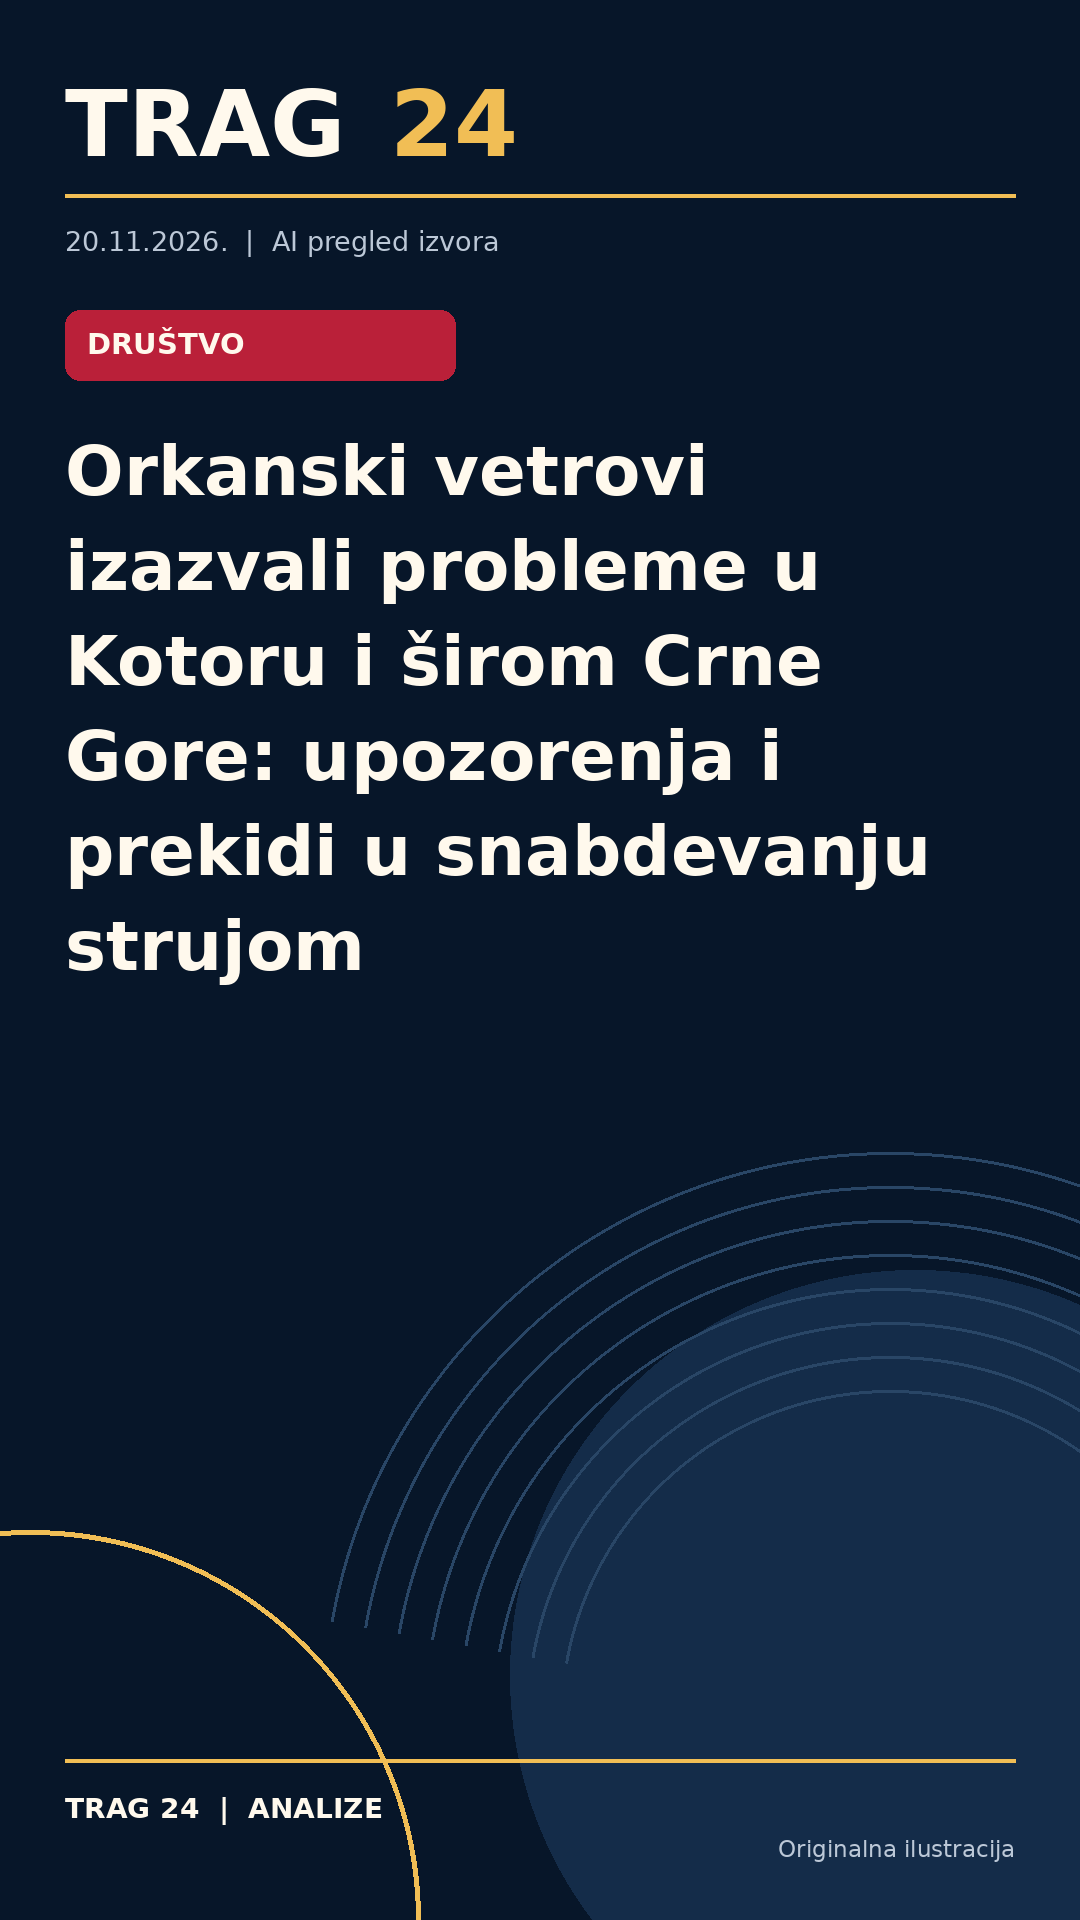 TRAG 24
20.11.2026. | AI pregled izvora
DRUŠTVO
Orkanski vetrovi
izazvali probleme u
Kotoru i širom Crne
Gore: upozorenja i
prekidi u snabdevanju
strujom
TRAG 24 | ANALIZE
Originalna ilustracija